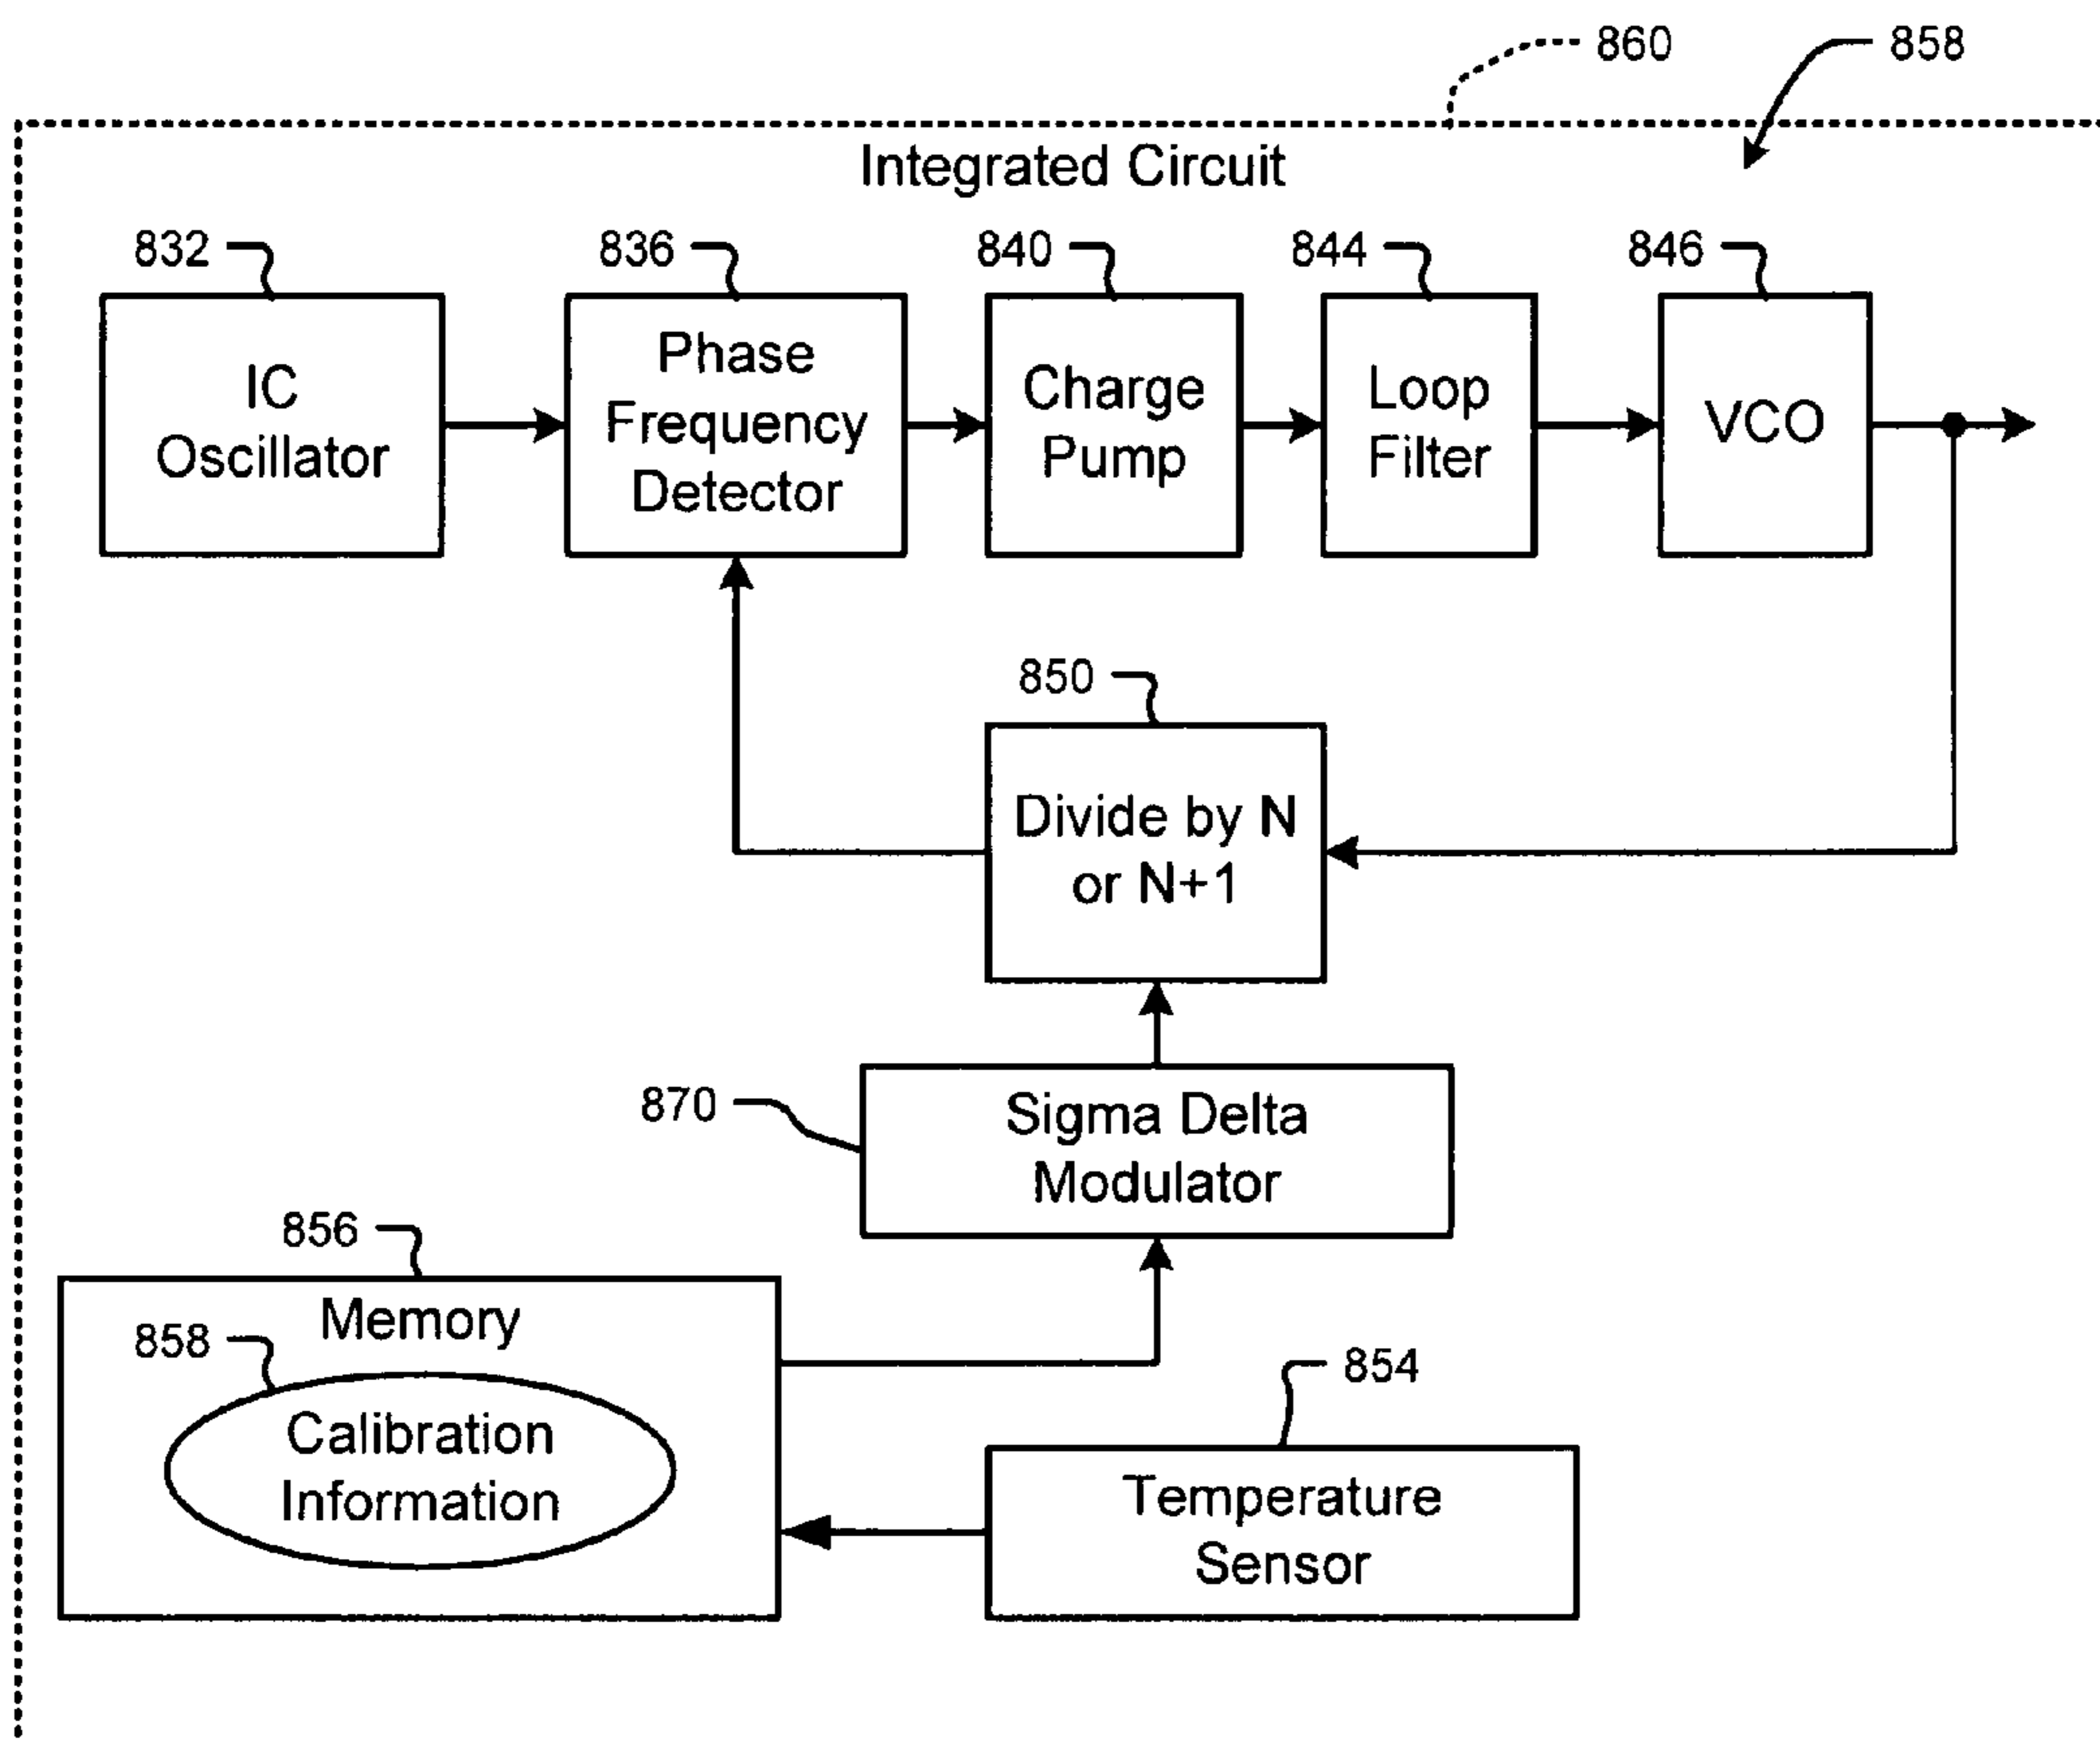 860
858
Integrated Circuit
832
836
840
844
846
IC
Oscillator
Phase
Frequency
Detector
Charge
Pump
Loop
Filter
VCO
850
Divide by N
or N+1
870
Sigma Delta
Modulator
856
Memory
858
Calibration
Information
854
Temperature
Sensor